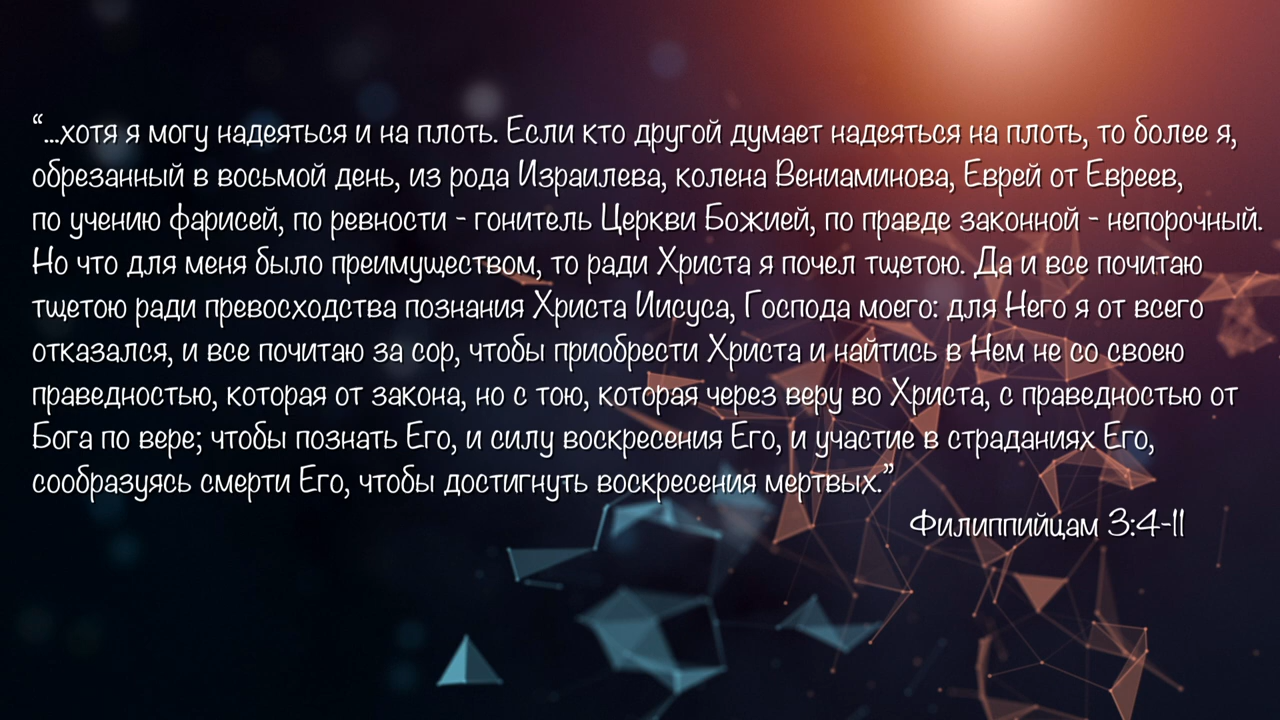 “...хотя я могу надеяться и на плоть. Если кто другой думает надеяться на плоть, то более я,
обрезанный в восьмой день, из рода Израилева, колена Вениаминова, Еврей от Евреев,
по учению фарисей, по ревности - гонитель Церкви Божией, по правде законной - непорочный.
Но что для меня было преимуществом, то ради Христа я почел тщетою. Да и все почитаю
тщетою ради превосходства познания Христа Иисуса, Господа моего: для Него я от всего
отказался, и все почитаю за сор, чтобы приобрести Христа и найтись в Нем не со своею
праведностью, которая от закона, но с тою, которая через веру во Христа, с праведностью от
Бога по вере; чтобы познать Его, и силу воскресения Его, и участие в страданиях Его,
сообразуясь смерти Его, чтобы достигнуть воскресения мертвых.”
Филиппийцам 3:4-11